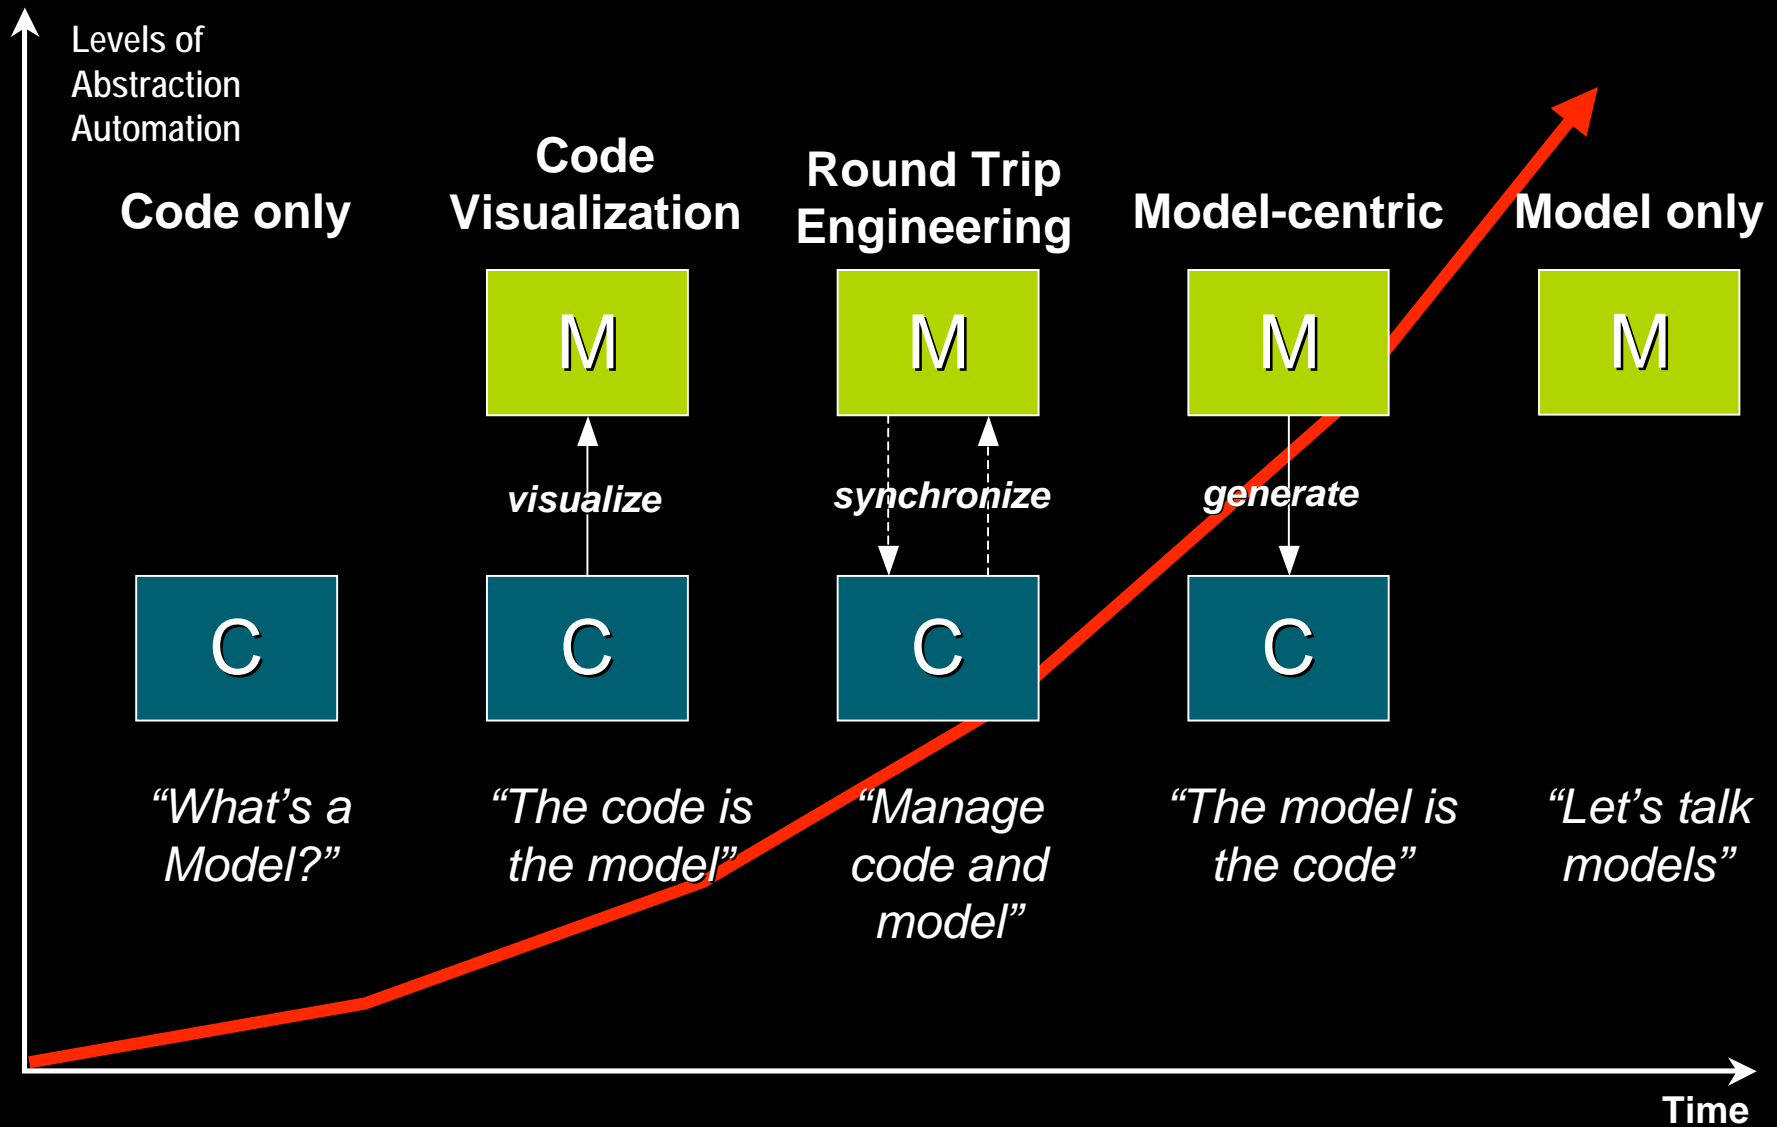 Levels of
Abstraction
Automation
Code only
Code
Visualization
Round Trip
Engineering
Model-centric
Model only
M
M
M
M
visualize
synchronize
generate
C
C
C
C
“What’s a
Model?”
“The code is
the model”
“Manage
code and
model”
“The model is
the code”
“Let’s talk
models”
Time